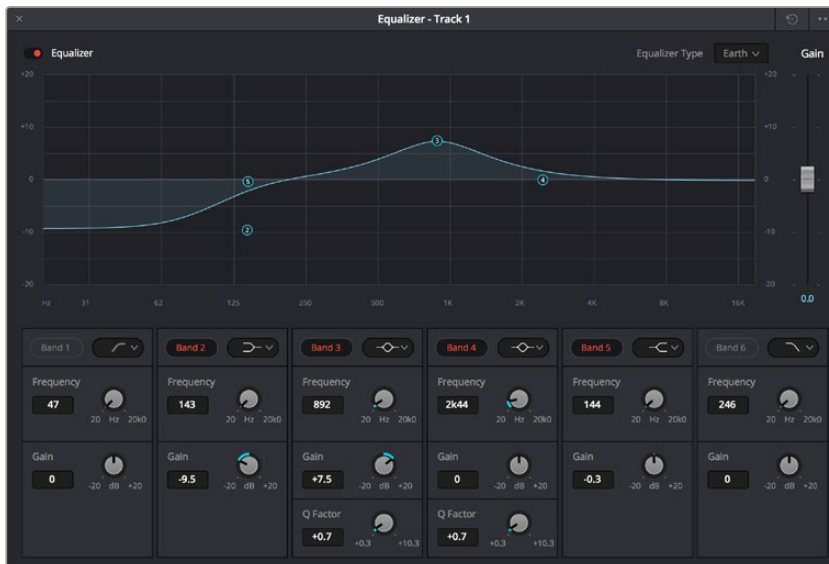 Equalizer - Track 1
Equalizer
Equalizer Type Earth Gain
+20 +20
+10 +10
0 0
-10 -10
-20 -20
Hz 31 62 125 250 500 1K 2K 4K 8K 16K 0.0
5 3 4
2
Band 1 Band 2 Band 3 Band 4 Band 5 Band 6
Frequency Frequency Frequency Frequency Frequency Frequency
47 143 892 2k44 144 246
20 Hz 20k0 20 Hz 20k0 20 Hz 20k0 20 Hz 20k0 20 Hz 20k0 20 Hz 20k0
Gain Gain Gain Gain Gain Gain
0 -9.5 +7.5 0 -0.3 0
-20 dB +20 -20 dB +20 -20 dB +20 -20 dB +20 -20 dB +20 -20 dB +20
Q Factor Q Factor
+0.7 +0.7
+0.3 +10.3 +0.3 +10.3